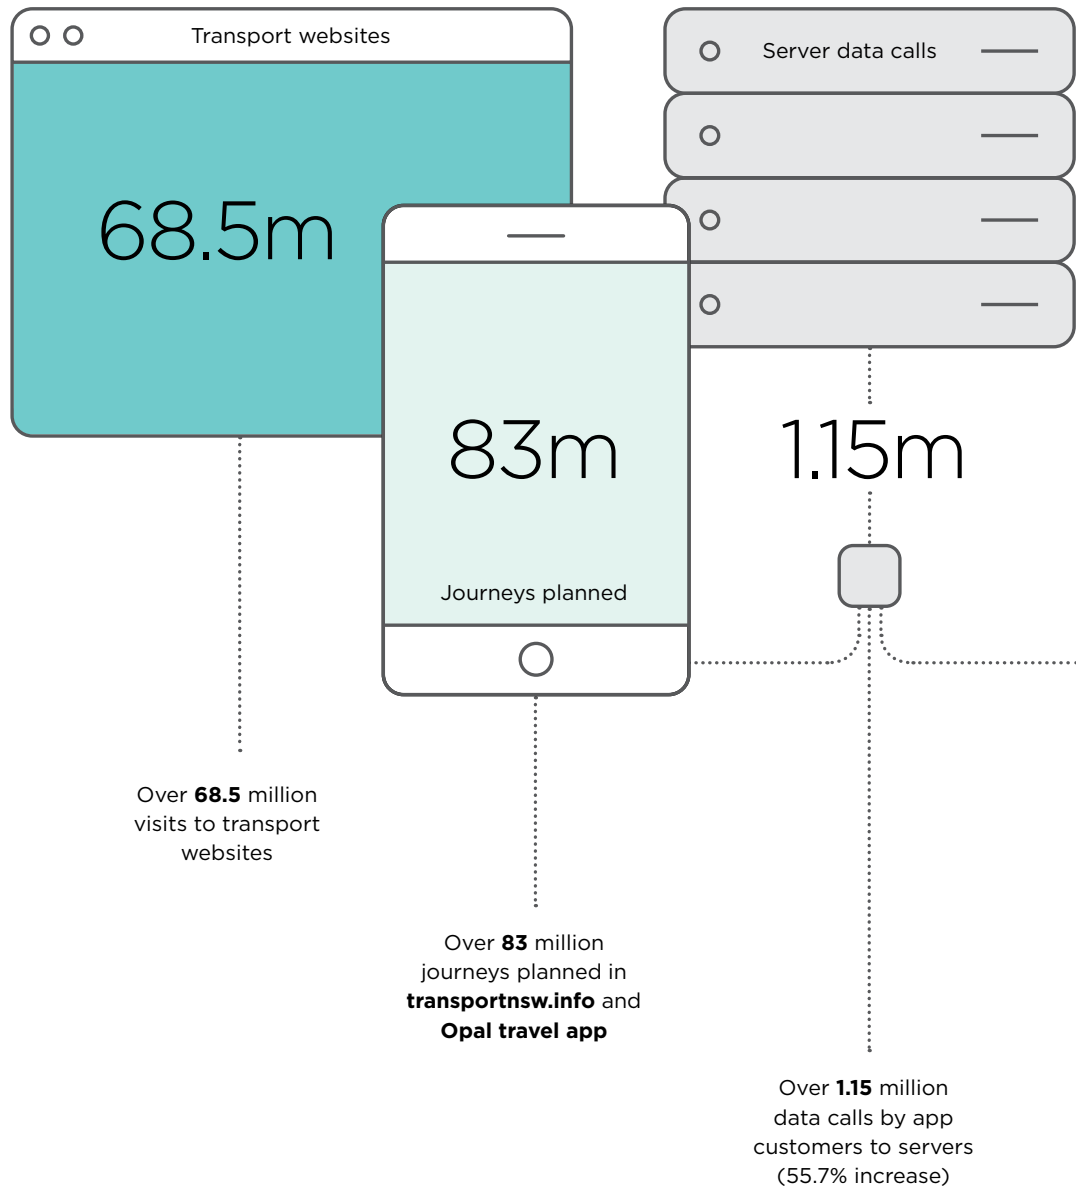 Transport websites
68.5m
Server data calls
83m
Journeys planned
1.15m
Over 68.5 million
visits to transport
websites
Over 83 million
journeys planned in
transportnsw.info and
Opal travel app
Over 1.15 million
data calls by app
customers to servers
(55.7% increase)